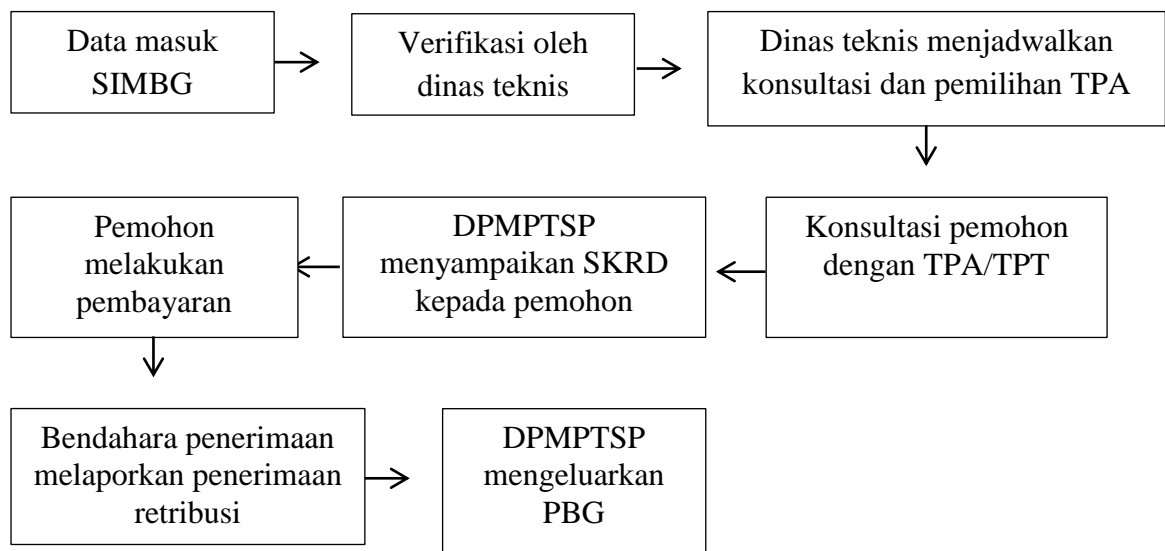 Data masuk
SIMBG
Verifikasi oleh
dinas teknis
Dinas teknis menjadwalkan
konsultasi dan pemilihan TPA
Konsultasi pemohon
dengan TPA/TPT
DPMPTSP
menyampaikan SKRD
kepada pemohon
Pemohon
melakukan
pembayaran
Bendahara penerimaan
melaporkan penerimaan
retribusi
DPMPTSP
mengeluarkan
PBG